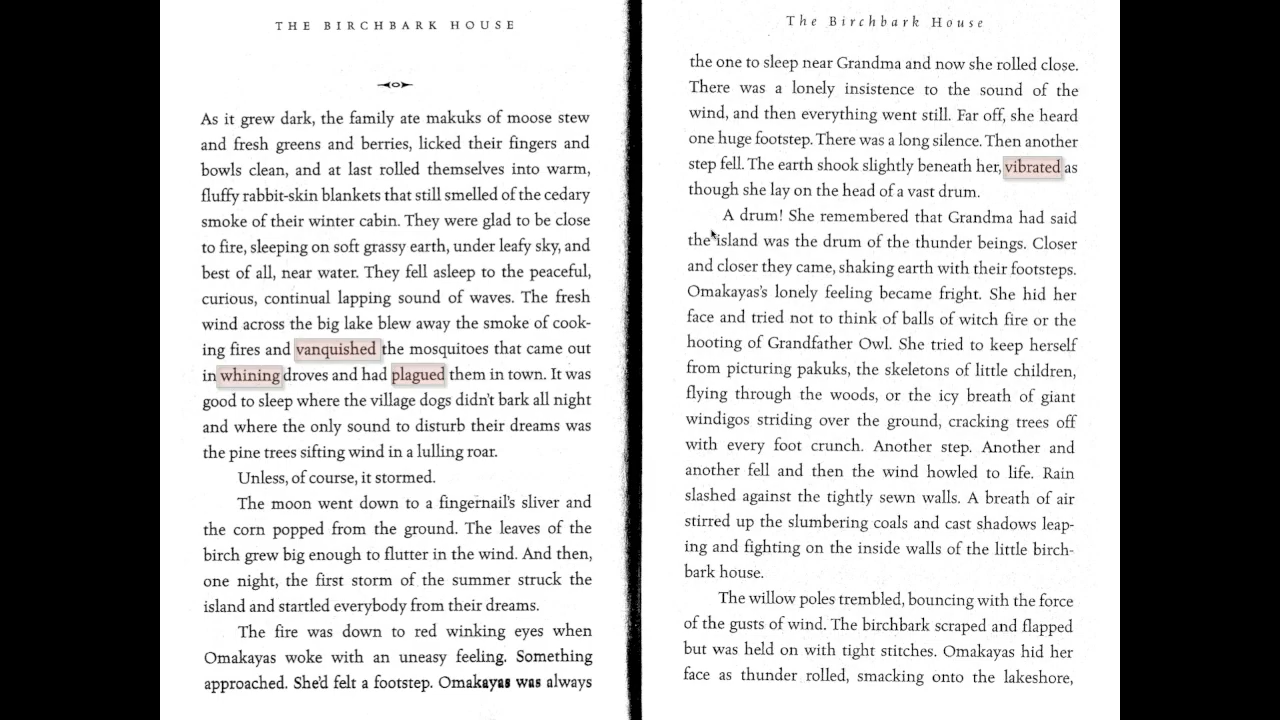 THE BIRCHBARK HOUSE
As it grew dark, the family ate makuks of moose stew
and fresh greens and berries, licked their fingers and
bowls clean, and at last rolled themselves into warm,
fluffy rabbit-skin blankets that still smelled of the cedary
smoke of their winter cabin. They were glad to be close
to fire, sleeping on soft grassy earth, under leafy sky, and
best of all, near water. They fell asleep to the peaceful,
curious, continual lapping sound of waves. The fresh
wind across the big lake blew away the smoke of cook-
ing fires and vanquished the mosquitoes that came out
in whining droves and had plagued them in town. It was
good to sleep where the village dogs didn't bark all night
and where the only sound to disturb their dreams was
the pine trees sifting wind in a lulling roar.
Unless, of course, it stormed.
The moon went down to a fingernail's sliver and
the corn popped from the ground. The leaves of the
birch grew big enough to flutter in the wind. And then,
one night, the first storm of the summer struck the
island and startled everybody from their dreams.
The fire was down to red winking eyes when
Omakayas woke with an uneasy feeling. Something
approached. She'd felt a footstep. Omakayas was always
The Birchbark House
the one to sleep near Grandma and now she rolled close.
There was a lonely insistence to the sound of the
wind, and then everything went still. Far off, she heard
one huge footstep. There was a long silence. Then another
step fell. The earth shook slightly beneath her, vibrated as
though she lay on the head of a vast drum.
A drum! She remembered that Grandma had said
the island was the drum of the thunder beings. Closer
and closer they came, shaking earth with their footsteps.
Omakayas's lonely feeling became fright. She hid her
face and tried not to think of balls of witch fire or the
hooting of Grandfather Owl. She tried to keep herself
from picturing pakuks, the skeletons of little children,
flying through the woods, or the icy breath of giant
windigos striding over the ground, cracking trees off
with every foot crunch. Another step. Another and
another fell and then the wind howled to life. Rain
slashed against the tightly sewn walls. A breath of air
stirred up the slumbering coals and cast shadows leap-
ing and fighting on the inside walls of the little birch-
bark house.
The willow poles trembled, bouncing with the force
of the gusts of wind. The birchbark scraped and flapped
but was held on with tight stitches. Omakayas hid her
face as thunder rolled, smacking onto the lakeshore,